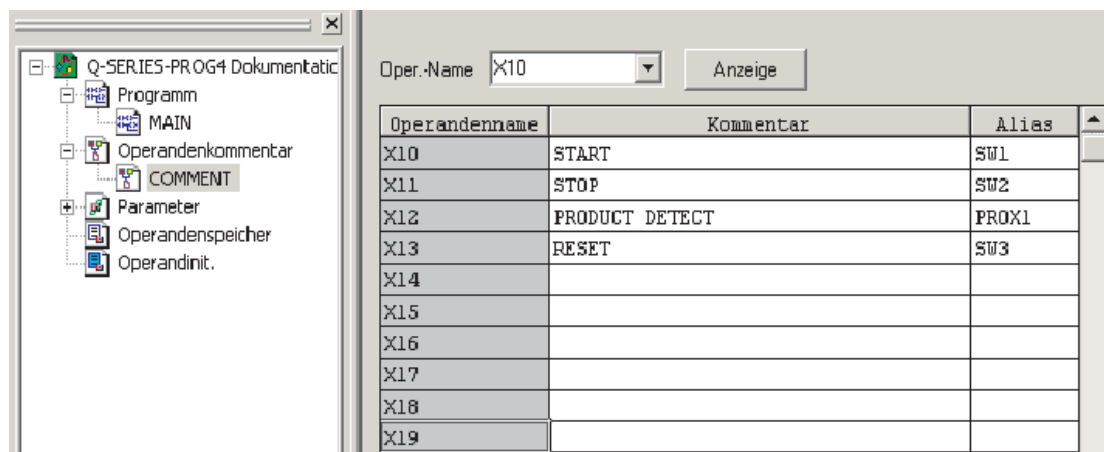 Q-SERIES-PROG4 Dokumentatic
Programm
MAIN
Operandenkommentar
COMMENT
Parameter
Operandenspeicher
Operandinit.
Oper.-Name X10 Anzeige
Operandenname Kommentar Alias
X10 START SW1
X11 STOP SW2
X12 PRODUCT DETECT PROX1
X13 RESET SW3
X14
X15
X16
X17
X18
X19